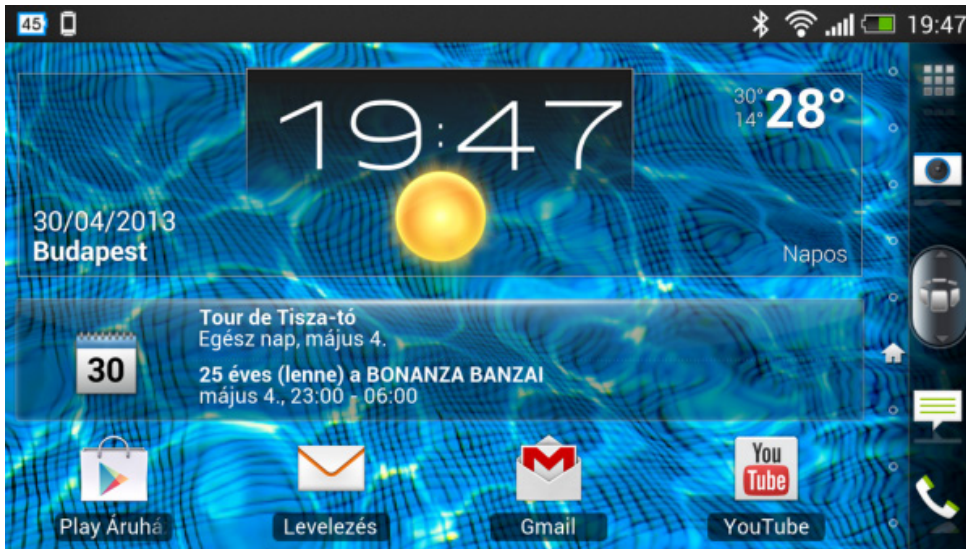 45
19:47
19:47
30°
14°
28°
30/04/2013
Budapest
Napos
30
Tour de Tisza-tó
Egész nap, május 4.
25 éves (lenne) a BONANZA BANZAI
május 4., 23:00 - 06:00
You
Tube
Play Áruhá
Levelezés
Gmail
YouTube